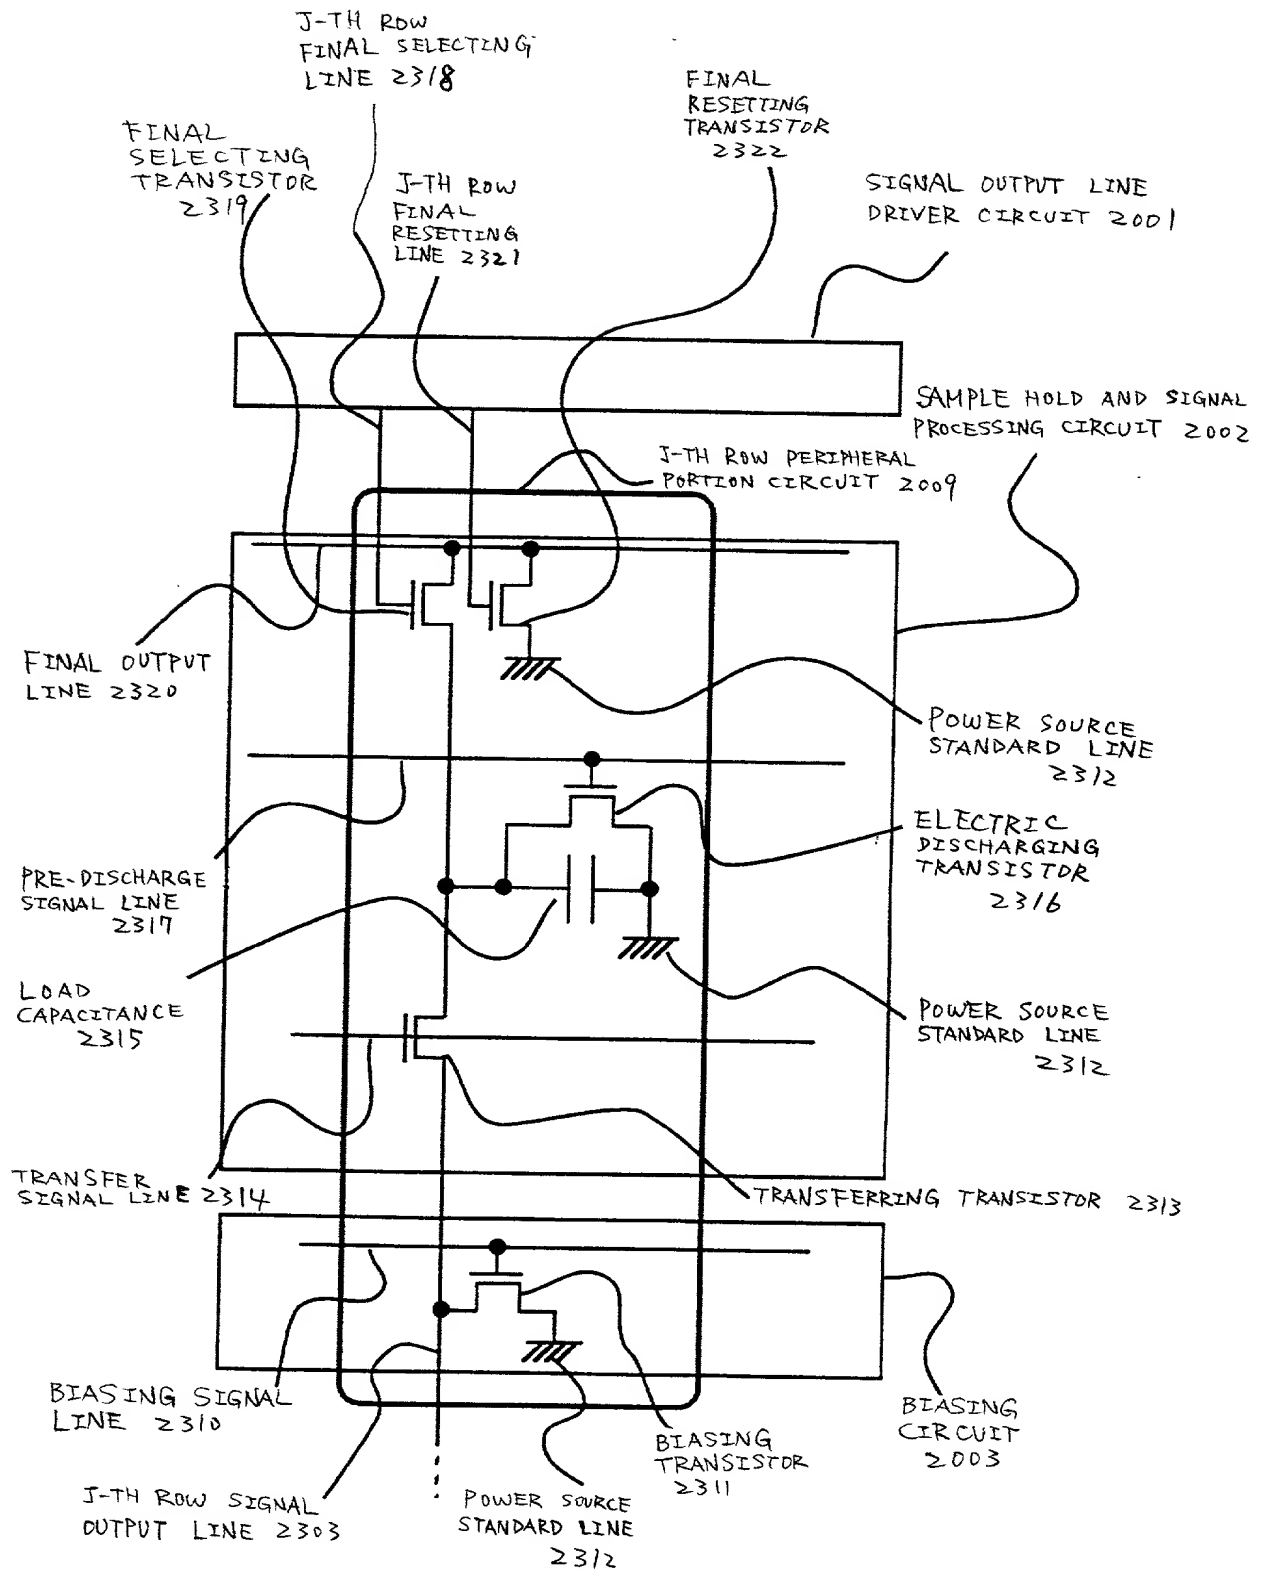 J-TH ROW
FINAL SELECTING
LINE 2318
FINAL
RESETTING
TRANSISTOR
2322
FINAL
SELECTING
TRANSISTOR
2319
J-TH ROW
FINAL
RESETTING
LINE 2321
SIGNAL OUTPUT LINE
DRIVER CIRCUIT 2001
SAMPLE HOLD AND SIGNAL
PROCESSING CIRCUIT 2002
J-TH ROW PERIPHERAL
PORTION CIRCUIT 2009
FINAL OUTPUT
LINE 2320
POWER SOURCE
STANDARD LINE
2312
ELECTRIC
DISCHARGING
TRANSISTOR
2316
PRE-DISCHARGE
SIGNAL LINE
2317
LOAD
CAPACITANCE
2315
POWER SOURCE
STANDARD LINE
2312
TRANSFER
SIGNAL LINE 2314
TRANSFERRING TRANSISTOR 2313
BIASING SIGNAL
LINE 2310
BIASING
CIRCUIT
2003
BIASING
TRANSISTOR
2311
J-TH ROW SIGNAL
OUTPUT LINE 2303
POWER SOURCE
STANDARD LINE
2312